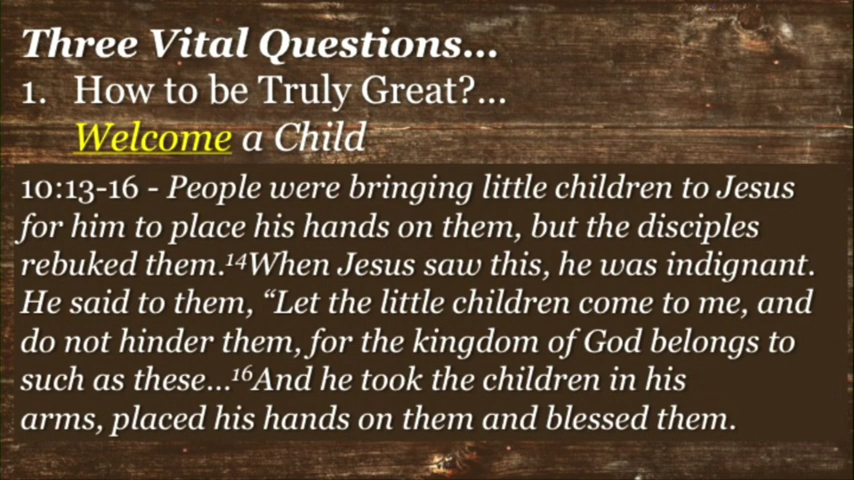 Three Vital Questions...
1. How to be Truly Great?...
Welcome a Child
10:13-16 - People were bringing little children to Jesus
for him to place his hands on them, but the disciples
rebuked them.¹⁴When Jesus saw this, he was indignant.
He said to them, “Let the little children come to me, and
do not hinder them, for the kingdom of God belongs to
such as these...¹⁶And he took the children in his
arms, placed his hands on them and blessed them.